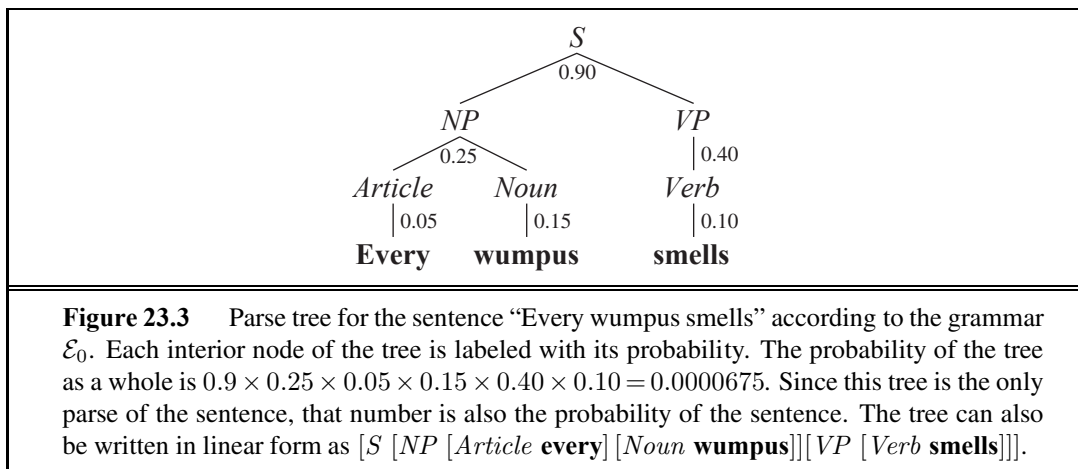 S
0.90
NP VP
0.25 0.40
Article Noun Verb
0.05 0.15 0.10
Every wumpus smells
Figure 23.3 Parse tree for the sentence “Every wumpus smells” according to the grammar
ℰ₀. Each interior node of the tree is labeled with its probability. The probability of the tree
as a whole is 0.9 × 0.25 × 0.05 × 0.15 × 0.40 × 0.10 = 0.0000675. Since this tree is the only
parse of the sentence, that number is also the probability of the sentence. The tree can also
be written in linear form as [S [NP [Article every] [Noun wumpus]][VP [Verb smells]]].